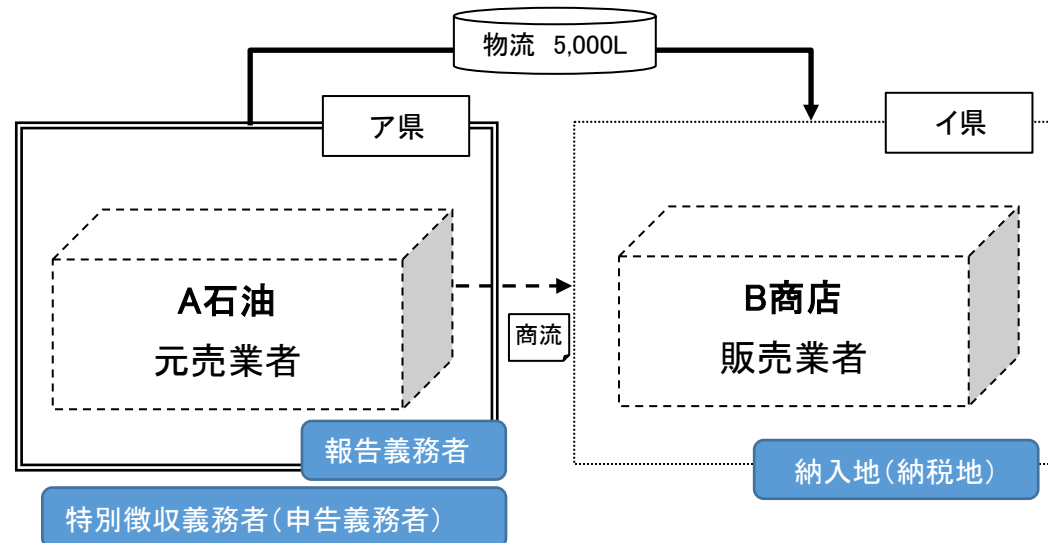 物流 5,000L
ア県
イ県
A石油
元売業者
商流
B商店
販売業者
報告義務者
納入地(納税地)
特別徴収義務者(申告義務者)